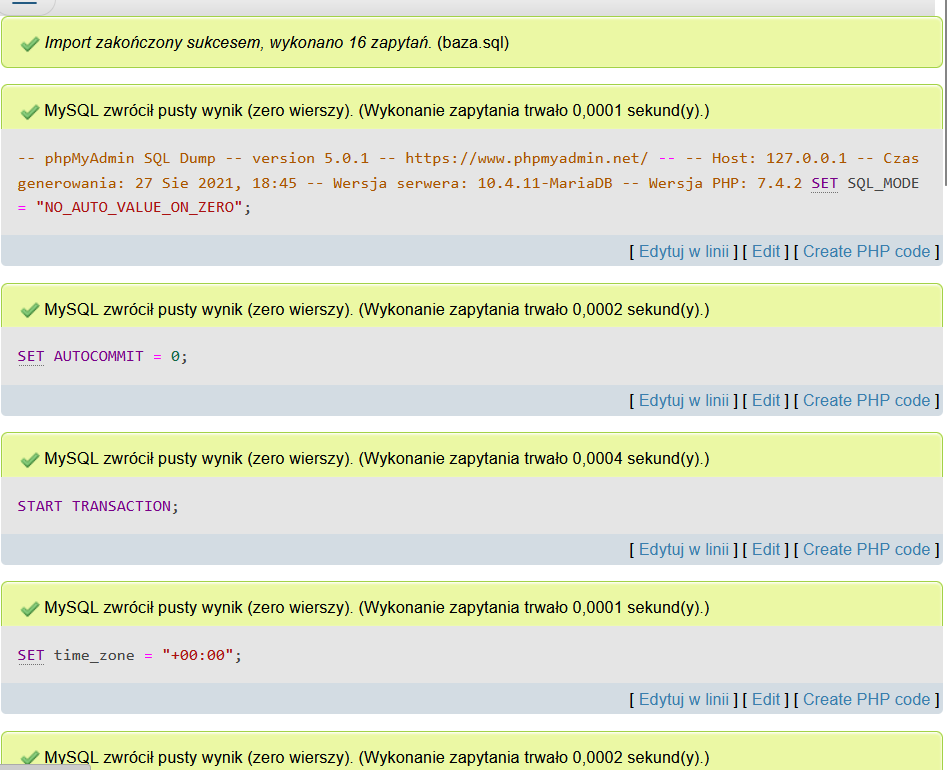 Import zakończony sukcesem, wykonano 16 zapytań. (baza.sql)
MySQL zwrócił pusty wynik (zero wierszy). (Wykonanie zapytania trwało 0,0001 sekund(y).)
-- phpMyAdmin SQL Dump -- version 5.0.1 -- https://www.phpmyadmin.net/ -- -- Host: 127.0.0.1 -- Czas
generowania: 27 Sie 2021, 18:45 -- Wersja serwera: 10.4.11-MariaDB -- Wersja PHP: 7.4.2 SET SQL_MODE
= "NO_AUTO_VALUE_ON_ZERO";
[ Edytuj w linii ] [ Edit ] [ Create PHP code ]
MySQL zwrócił pusty wynik (zero wierszy). (Wykonanie zapytania trwało 0,0002 sekund(y).)
SET AUTOCOMMIT = 0;
[ Edytuj w linii ] [ Edit ] [ Create PHP code ]
MySQL zwrócił pusty wynik (zero wierszy). (Wykonanie zapytania trwało 0,0004 sekund(y).)
START TRANSACTION;
[ Edytuj w linii ] [ Edit ] [ Create PHP code ]
MySQL zwrócił pusty wynik (zero wierszy). (Wykonanie zapytania trwało 0,0001 sekund(y).)
SET time_zone = "+00:00";
[ Edytuj w linii ] [ Edit ] [ Create PHP code ]
MySQL zwrócił pusty wynik (zero wierszy). (Wykonanie zapytania trwało 0,0002 sekund(y).)